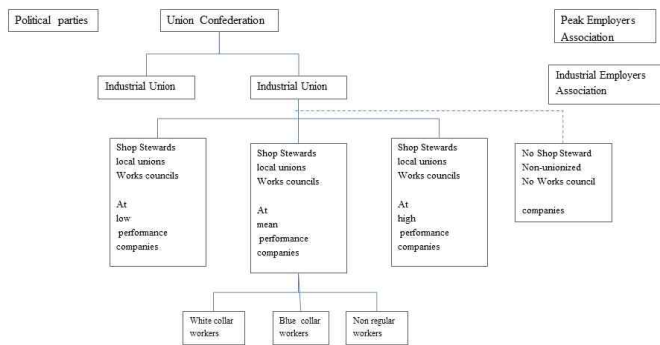 Political parties
Union Confederation
Peak Employers
Association
Industrial Union
Industrial Union
Industrial Employers
Association
Shop Stewards
local unions
Works councils
At
low
performance
companies
Shop Stewards
local unions
Works councils
At
mean
performance
companies
Shop Stewards
local unions
Works councils
At
high
performance
companies
No Shop Steward
Non-unionized
No Works council
companies
White collar
workers
Blue collar
workers
Non regular
workers